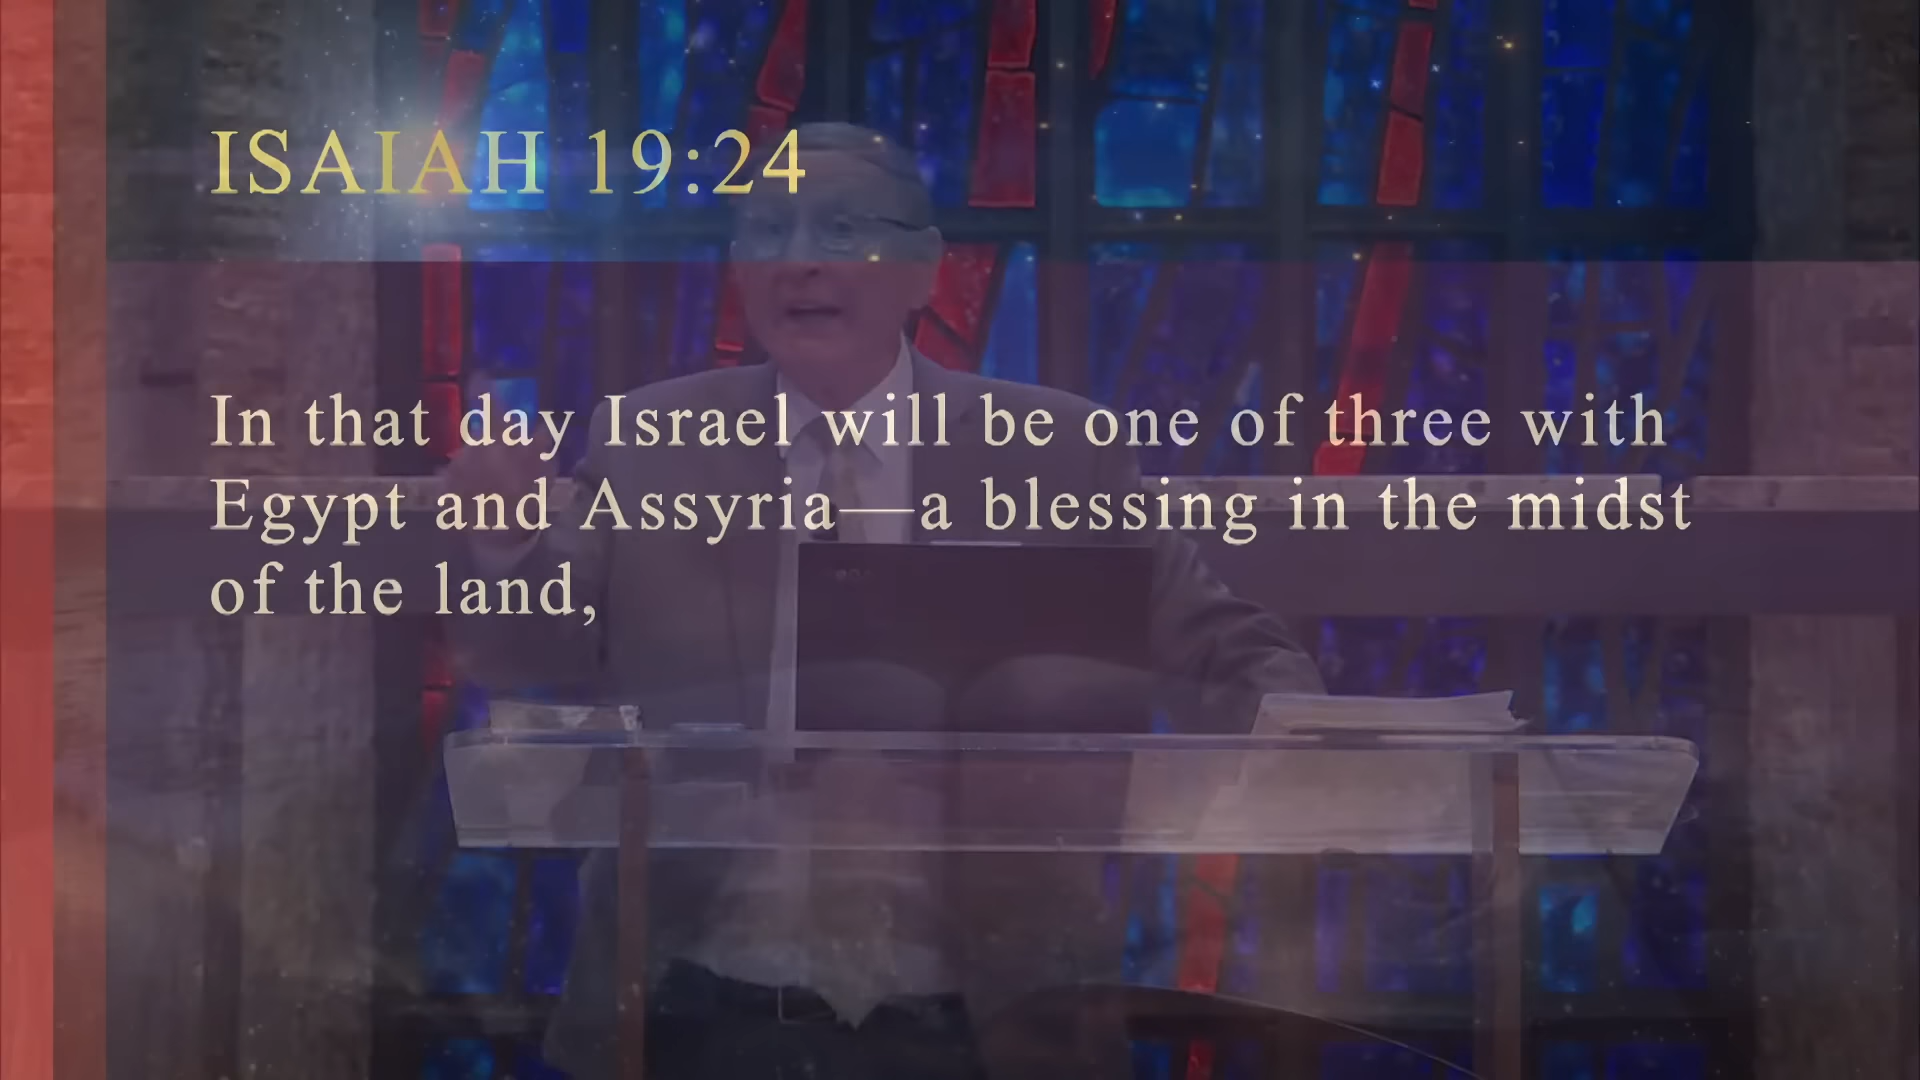 ISAIAH 19:24
In that day Israel will be one of three with
Egypt and Assyria—a blessing in the midst
of the land,